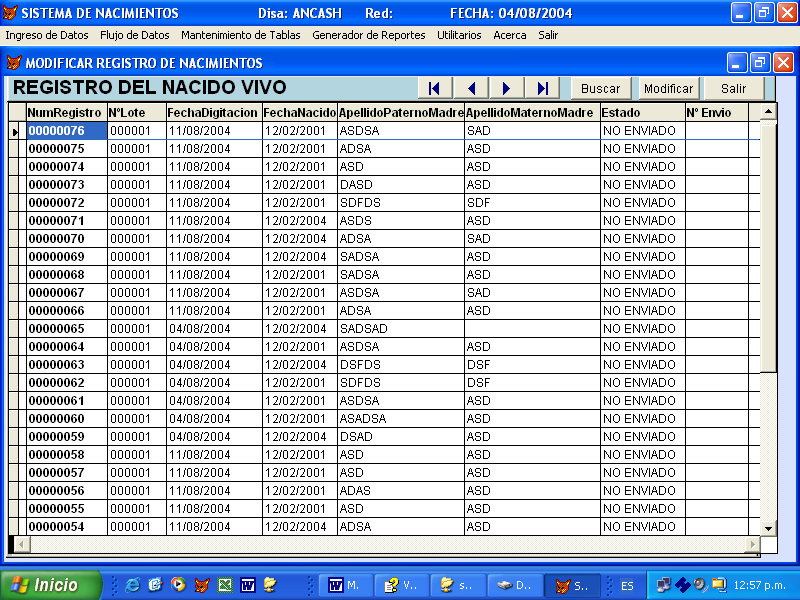 SISTEMA DE NACIMIENTOS Disa: ANCASH Red: FECHA: 04/08/2004
Ingreso de Datos Flujo de Datos Mantenimiento de Tablas Generador de Reportes Utilitarios Acerca Salir
MODIFICAR REGISTRO DE NACIMIENTOS
REGISTRO DEL NACIDO VIVO Buscar Modificar Salir
NumRegistro N°Lote FechaDigitacion FechaNacido ApellidoPaternoMadre ApellidoMaternoMadre Estado N° Envio
00000076 000001 11/08/2004 12/02/2001 ASDSA SAD NO ENVIADO
00000075 000001 11/08/2004 12/02/2001 ADSA ASD NO ENVIADO
00000074 000001 11/08/2004 12/02/2001 ASD ASD NO ENVIADO
00000073 000001 11/08/2004 12/02/2001 DASD ASD NO ENVIADO
00000072 000001 11/08/2004 12/02/2001 SDFDS SDF NO ENVIADO
00000071 000001 11/08/2004 12/02/2004 ASDS ASD NO ENVIADO
00000070 000001 11/08/2004 12/02/2004 ADSA SAD NO ENVIADO
00000069 000001 11/08/2004 12/02/2004 SADSA ASD NO ENVIADO
00000068 000001 11/08/2004 12/02/2001 SADSA ASD NO ENVIADO
00000067 000001 11/08/2004 12/02/2001 ASDSA SAD NO ENVIADO
00000066 000001 11/08/2004 12/02/2001 ADSA ASD NO ENVIADO
00000065 000001 04/08/2004 12/02/2004 SADSAD NO ENVIADO
00000064 000001 04/08/2004 12/02/2001 ASDSA ASD NO ENVIADO
00000063 000001 04/08/2004 12/02/2004 DSFDS DSF NO ENVIADO
00000062 000001 04/08/2004 12/02/2001 SDFDS DSF NO ENVIADO
00000061 000001 04/08/2004 12/02/2001 ASDSA ASD NO ENVIADO
00000060 000001 04/08/2004 12/02/2001 ASADSA ASD NO ENVIADO
00000059 000001 04/08/2004 12/02/2004 DSAD ASD NO ENVIADO
00000058 000001 11/08/2004 12/02/2001 ASD ASD NO ENVIADO
00000057 000001 11/08/2004 12/02/2001 ASD ASD NO ENVIADO
00000056 000001 11/08/2004 12/02/2001 ADAS ASD NO ENVIADO
00000055 000001 11/08/2004 12/02/2001 ASD ASD NO ENVIADO
00000054 000001 11/08/2004 12/02/2004 ADSA ASD NO ENVIADO
Inicio M. V.. s.. D.. S.. ES 12:57 p.m.